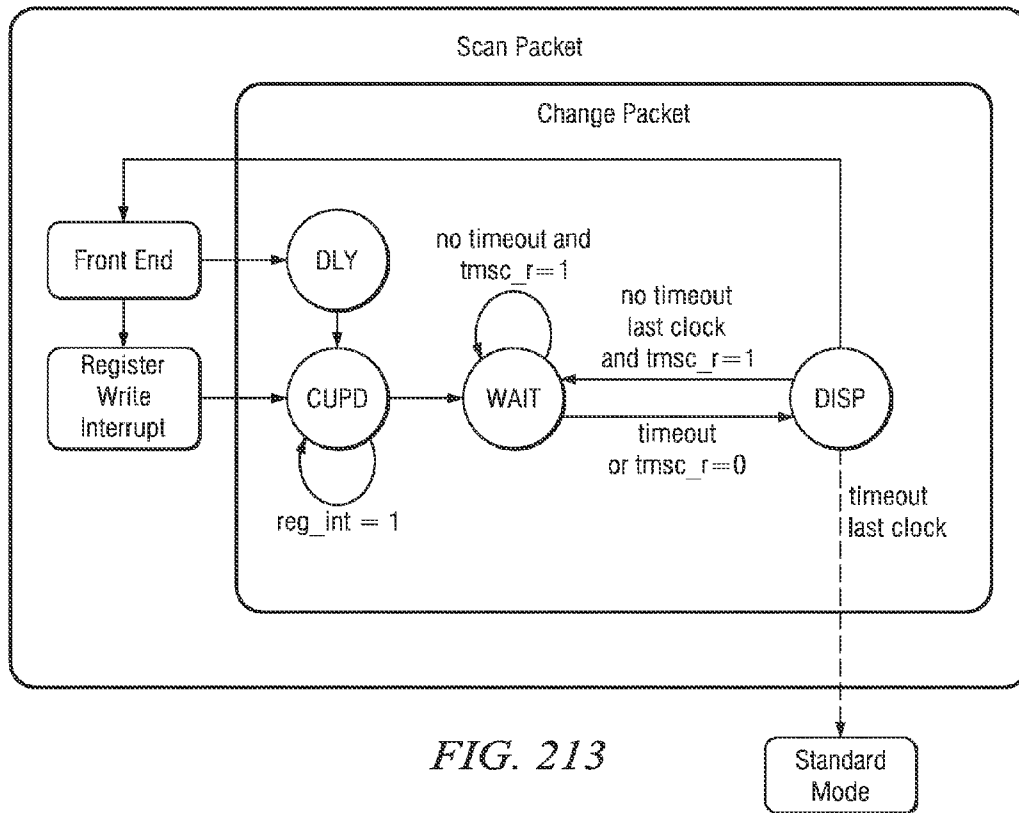 Scan Packet
Change Packet
Front End
DLY
no timeout and
tmsc_r=1
no timeout
last clock
and tmsc_r=1
Register
Write
Interrupt
CUPD
WAIT
DISP
timeout
or tmsc_r=0
reg_int = 1
timeout
last clock
FIG. 213
Standard
Mode